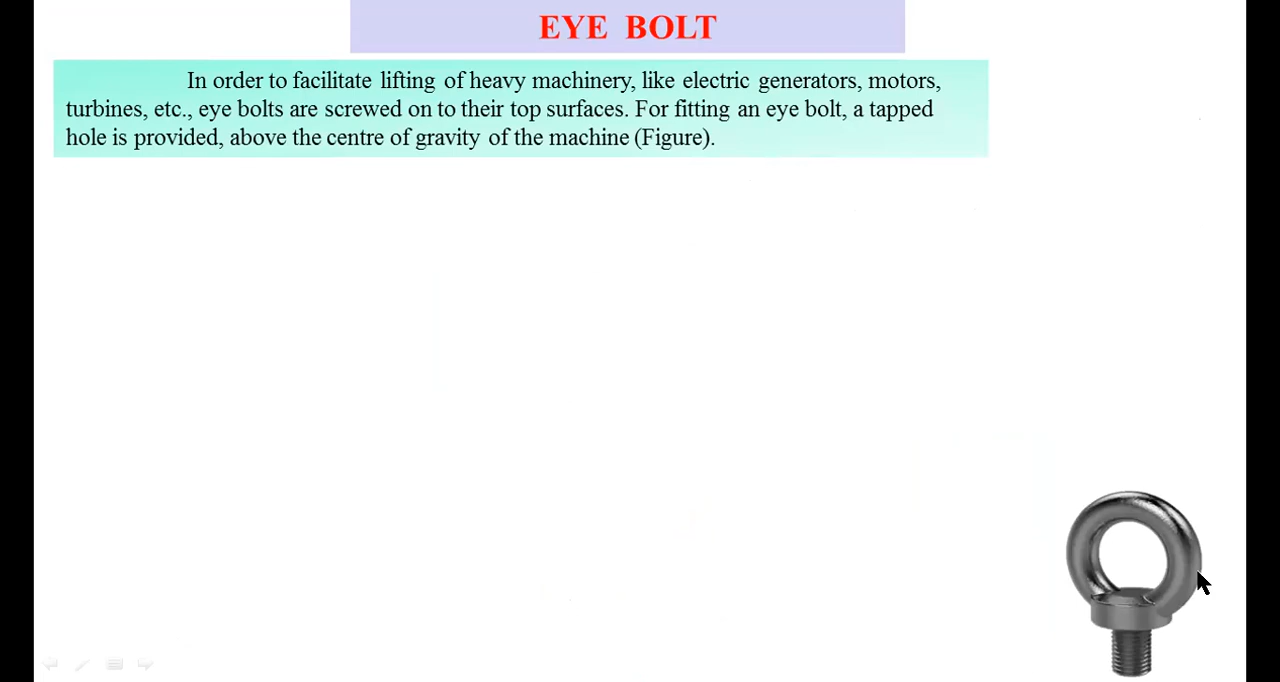 EYE BOLT
In order to facilitate lifting of heavy machinery, like electric generators, motors,
turbines, etc., eye bolts are screwed on to their top surfaces. For fitting an eye bolt, a tapped
hole is provided, above the centre of gravity of the machine (Figure).